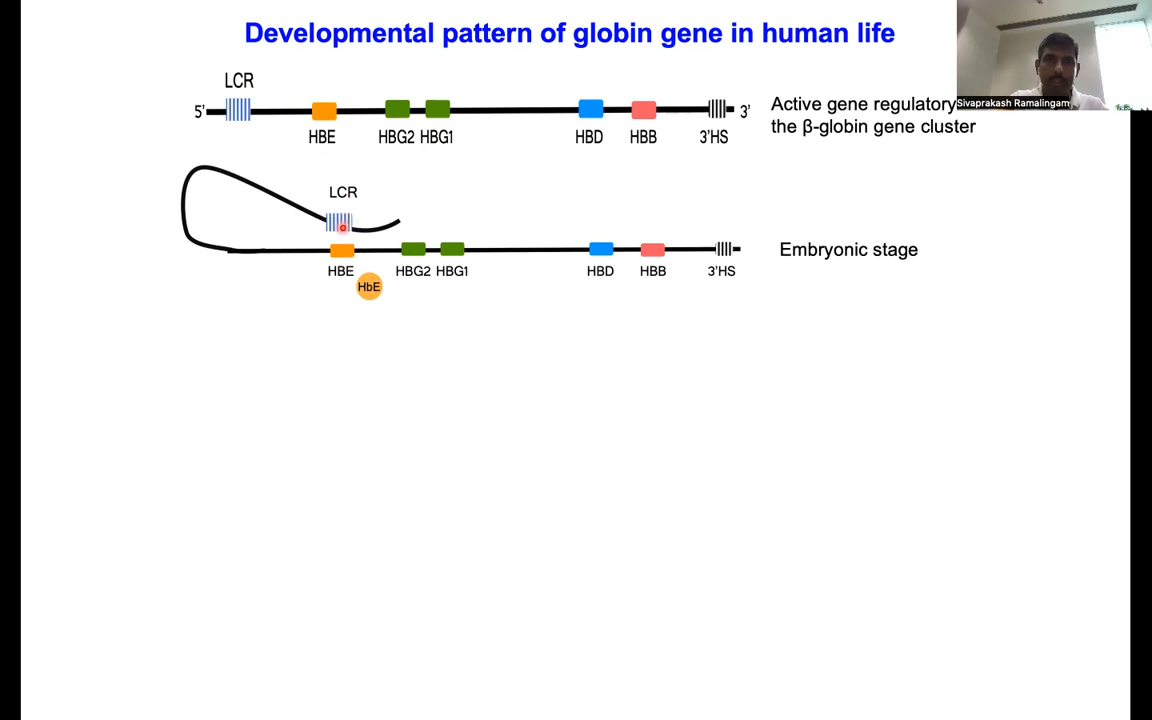 Developmental pattern of globin gene in human life
LCR
5' 3'
HBE HBG2 HBG1 HBD HBB 3'HS
Active gene regulatory
the β-globin gene cluster
Sivaprakash Ramalingam
LCR
HBE HBG2 HBG1 HBD HBB 3'HS
HbE
Embryonic stage